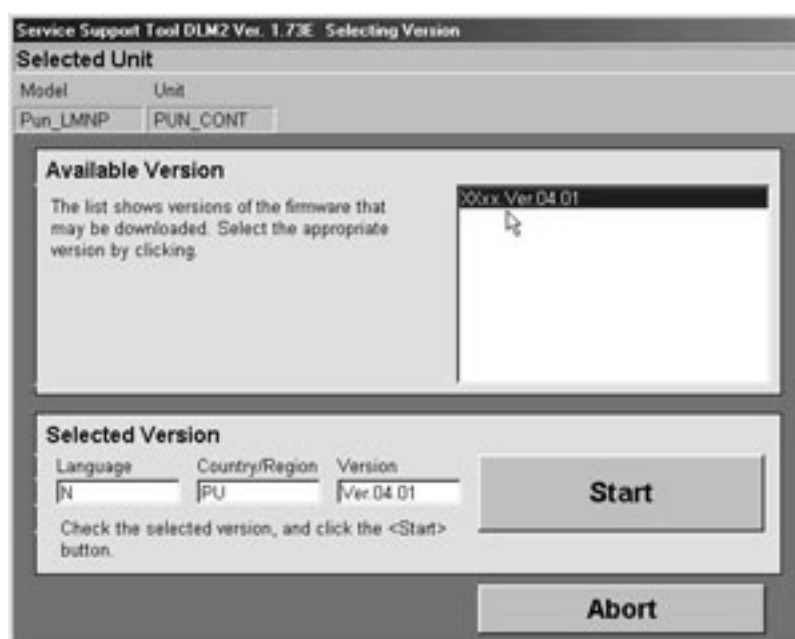 Service Support Tool DLM2 Ver. 1.73E Selecting Version
Selected Unit
Model Unit
Pun_LMNP PUN_CONT
Available Version
The list shows versions of the firmware that
may be downloaded. Select the appropriate
version by clicking.
XXxx Ver.04.01
Selected Version
Language Country/Region Version
N PU Ver.04.01
Start
Check the selected version, and click the <Start>
button.
Abort